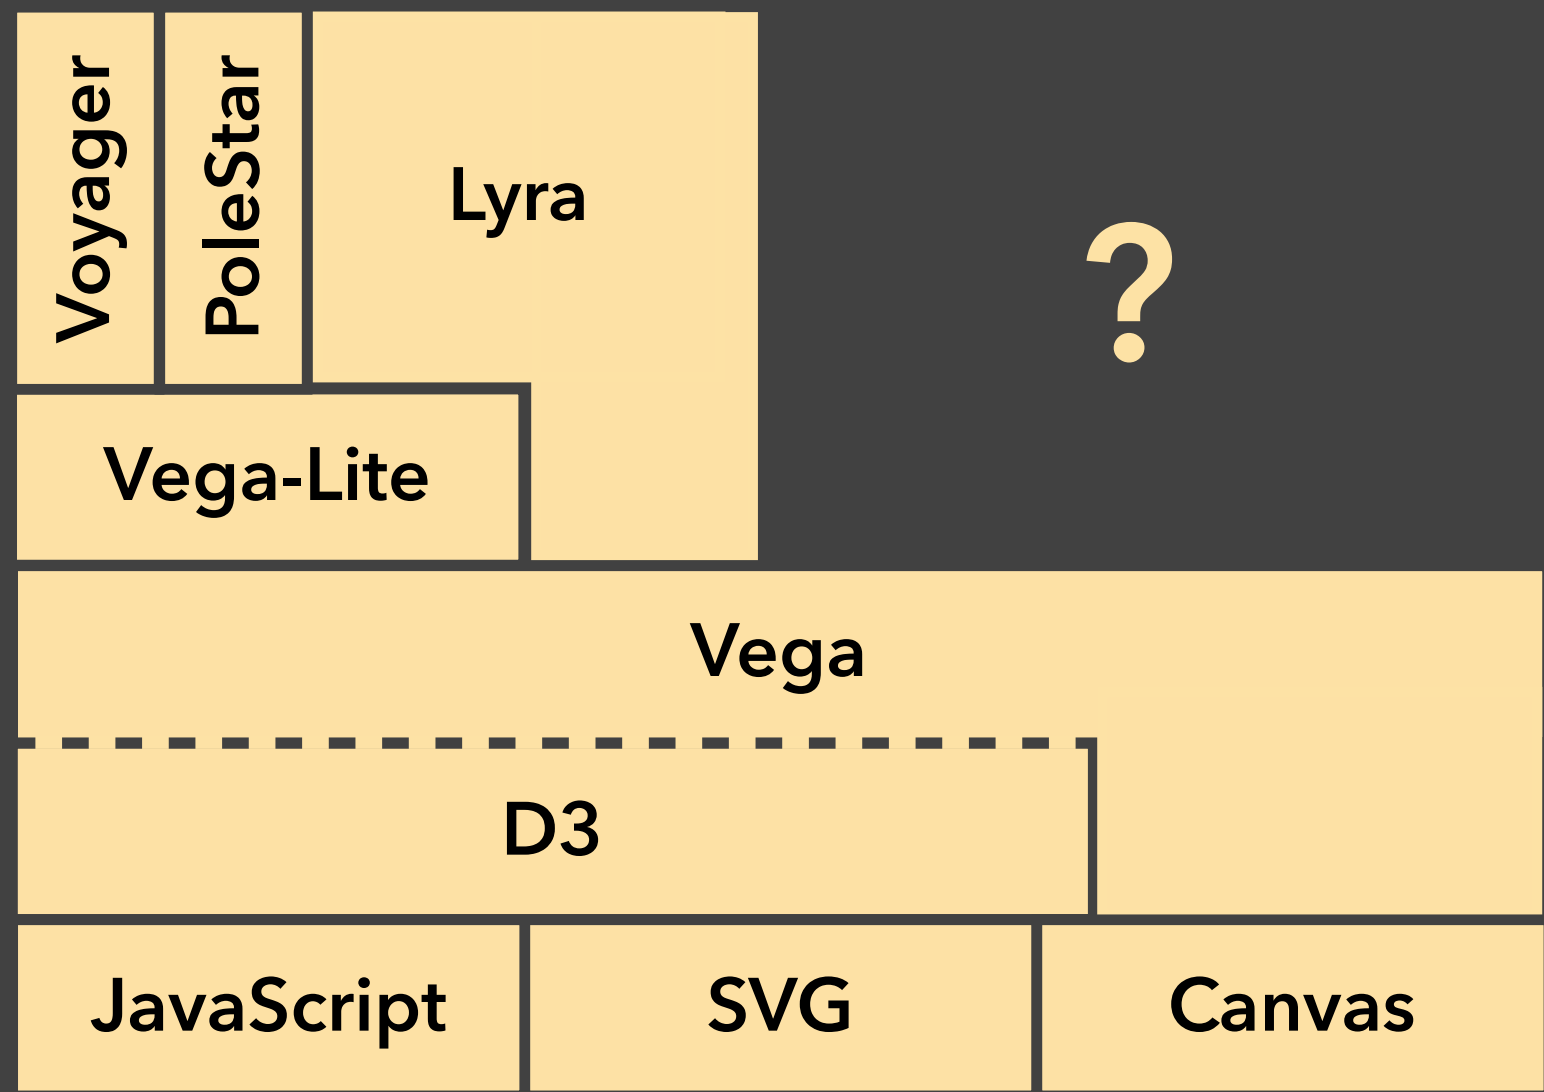 Voyager
PoleStar
Lyra
?
Vega-Lite
Vega
D3
JavaScript
SVG
Canvas